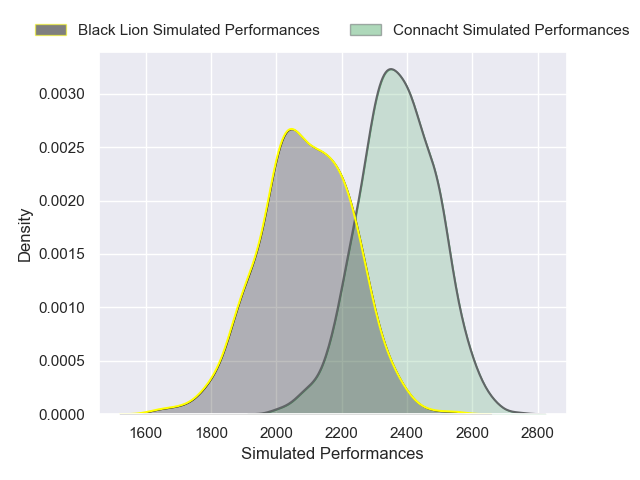 Black Lion Simulated Performances Connacht Simulated Performances
0.0030
0.0025
0.0020
0.0015
0.0010
0.0005
0.0000
Density
1600 1800 2000 2200 2400 2600 2800
Simulated Performances